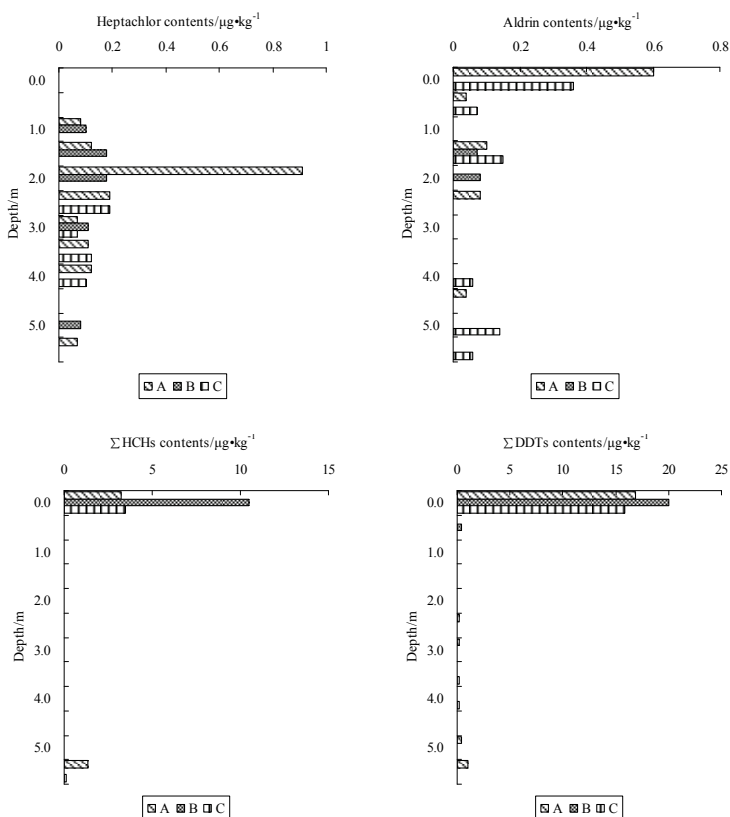 Heptachlor contents/μg•kg⁻¹
0 0.2 0.4 0.6 0.8 1
0.0
1.0
2.0
3.0
4.0
5.0
Depth/m
A B C
Aldrin contents/μg•kg⁻¹
0 0.2 0.4 0.6 0.8
0.0
1.0
2.0
3.0
4.0
5.0
Depth/m
A B C
∑HCHs contents/μg•kg⁻¹
0 5 10 15
0.0
1.0
2.0
3.0
4.0
5.0
Depth/m
A B C
∑DDTs contents/μg•kg⁻¹
0 5 10 15 20 25
0.0
1.0
2.0
3.0
4.0
5.0
Depth/m
A B C